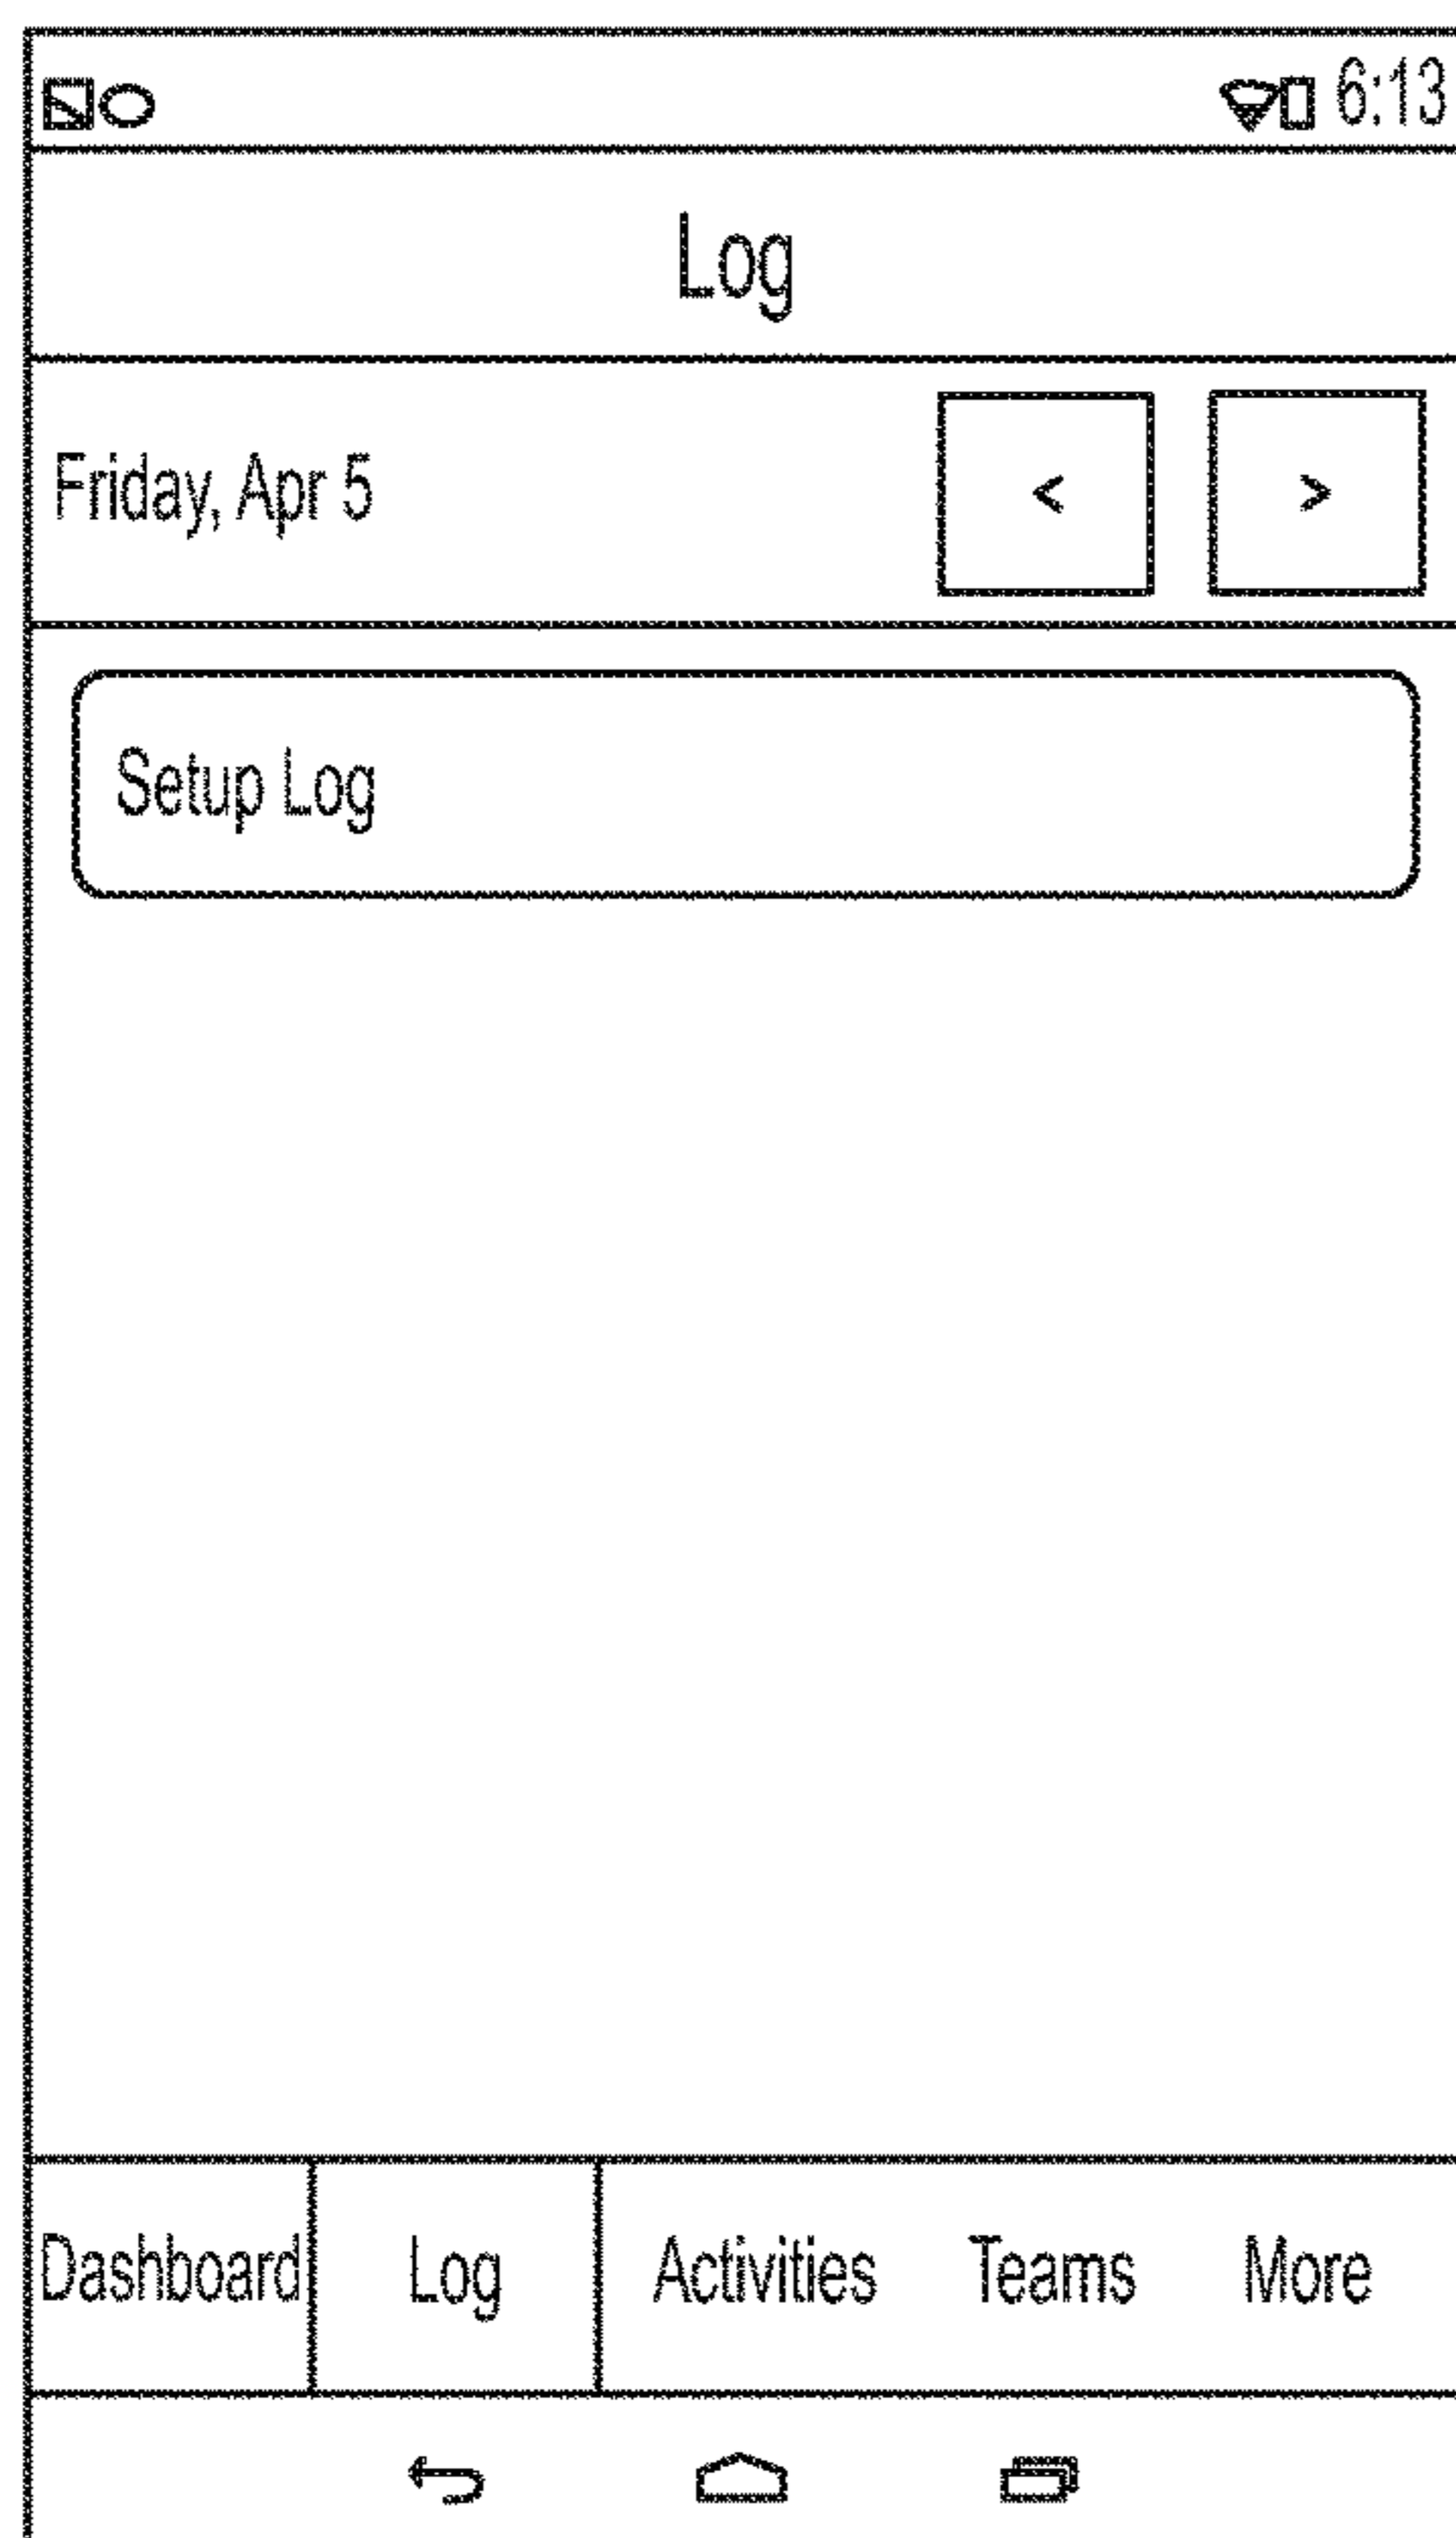 6:13
Log
Friday, Apr 5 < >
Setup Log
Dashboard Log Activities Teams More